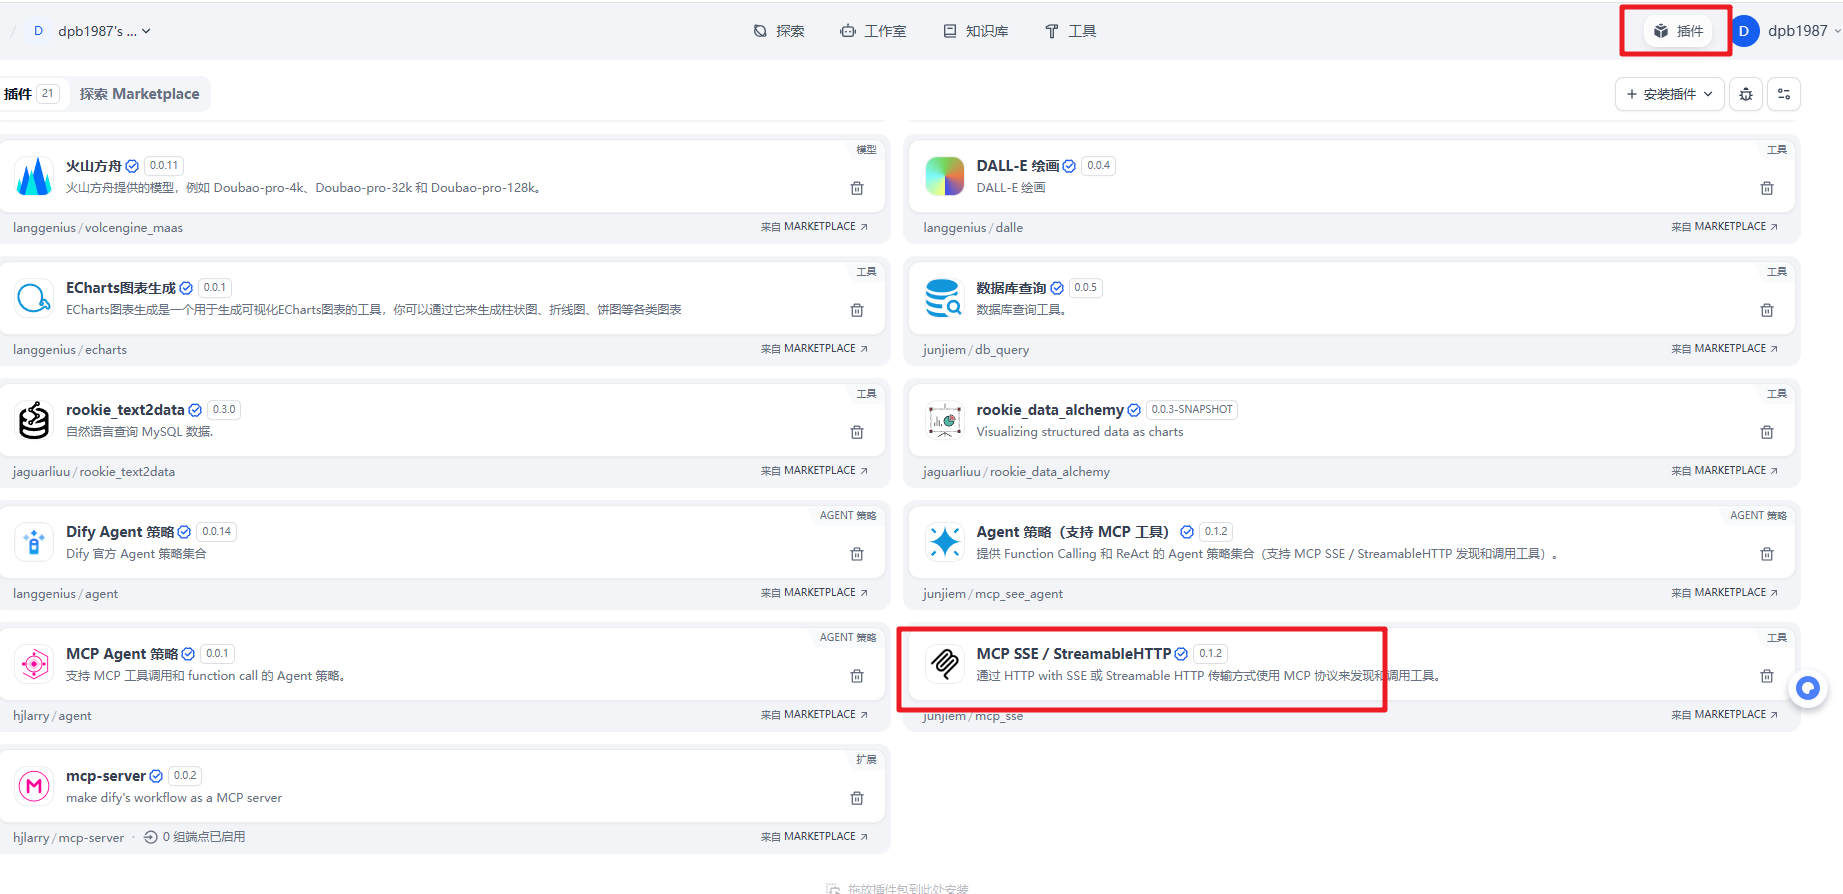 / D dpb1987's ... 探索 工作室 知识库 工具 插件 D dpb1987
插件 21 探索 Marketplace + 安装插件
模型
火山方舟 0.0.11
火山方舟提供的模型，例如 Doubao-pro-4k、Doubao-pro-32k 和 Doubao-pro-128k。
langgenius / volcengine_maas 来自 MARKETPLACE
工具
DALL-E 绘画 0.0.4
DALL-E 绘画
langgenius / dalle 来自 MARKETPLACE
工具
ECharts图表生成 0.0.1
ECharts图表生成是一个用于生成可视化ECharts图表的工具，你可以通过它来生成柱状图、折线图、饼图等各类图表
langgenius / echarts 来自 MARKETPLACE
工具
数据库查询 0.0.5
数据库查询工具。
junjiem / db_query 来自 MARKETPLACE
工具
rookie_text2data 0.3.0
自然语言查询 MySQL 数据.
jaguarliuu / rookie_text2data 来自 MARKETPLACE
工具
rookie_data_alchemy 0.0.3-SNAPSHOT
Visualizing structured data as charts
jaguarliuu / rookie_data_alchemy 来自 MARKETPLACE
AGENT 策略
Dify Agent 策略 0.0.14
Dify 官方 Agent 策略集合
langgenius / agent 来自 MARKETPLACE
AGENT 策略
Agent 策略（支持 MCP 工具） 0.1.2
提供 Function Calling 和 ReAct 的 Agent 策略集合（支持 MCP SSE / StreamableHTTP 发现和调用工具）。
junjiem / mcp_see_agent 来自 MARKETPLACE
AGENT 策略
MCP Agent 策略 0.0.1
支持 MCP 工具调用和 function call 的 Agent 策略。
hjlarry / agent 来自 MARKETPLACE
工具
MCP SSE / StreamableHTTP 0.1.2
通过 HTTP with SSE 或 Streamable HTTP 传输方式使用 MCP 协议来发现和调用工具。
junjiem / mcp_sse 来自 MARKETPLACE
扩展
M mcp-server 0.0.2
make dify's workflow as a MCP server
hjlarry / mcp-server · 0 组端点已启用 来自 MARKETPLACE
拖放插件包到此处安装